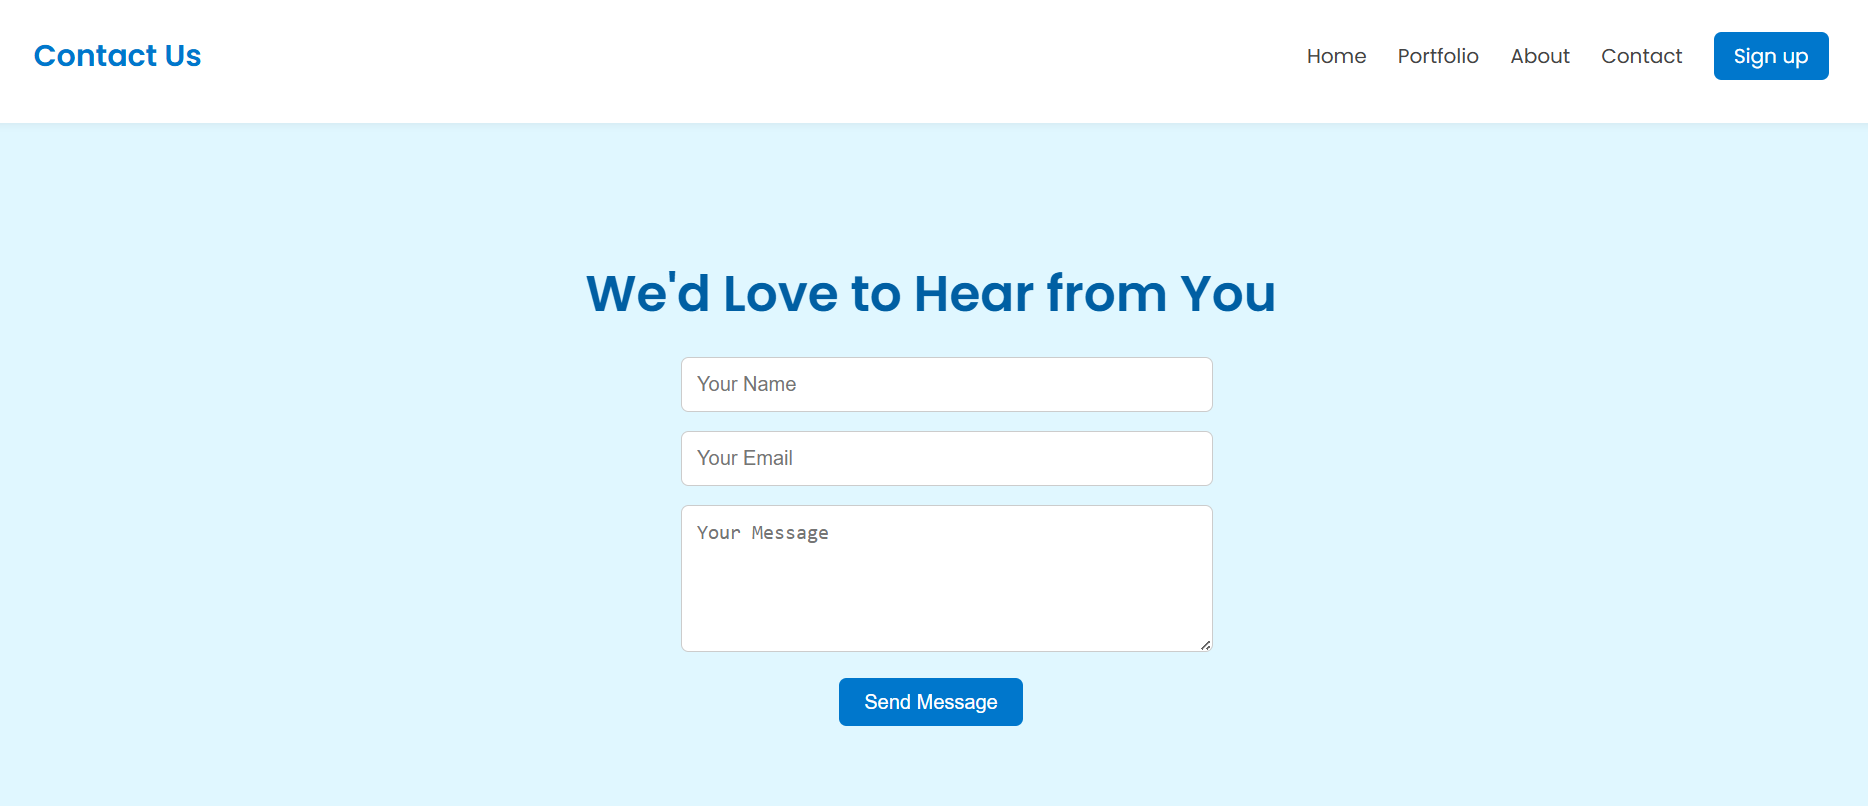 Contact Us
Home Portfolio About Contact Sign up
We'd Love to Hear from You
Your Name
Your Email
Your Message
Send Message